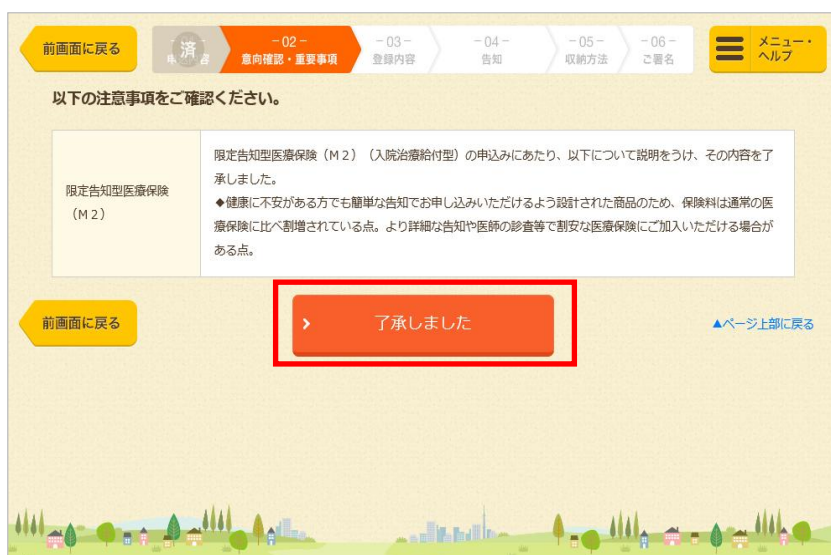 前画面に戻る
済
-02-
意向確認・重要事項
-03-
登録内容
-04-
告知
-05-
収納方法
-06-
ご署名
メニュー・
ヘルプ
以下の注意事項をご確認ください。
限定告知型医療保険
（M2）
限定告知型医療保険（M2）（入院治療給付型）の申込みにあたり、以下について説明をうけ、その内容を了
承しました。
◆健康に不安がある方でも簡単な告知でお申し込みいただけるよう設計された商品のため、保険料は通常の医
療保険に比べ割増されている点。より詳細な告知や医師の診査等で割安な医療保険にご加入いただける場合が
ある点。
前画面に戻る
了承しました
▲ページ上部に戻る